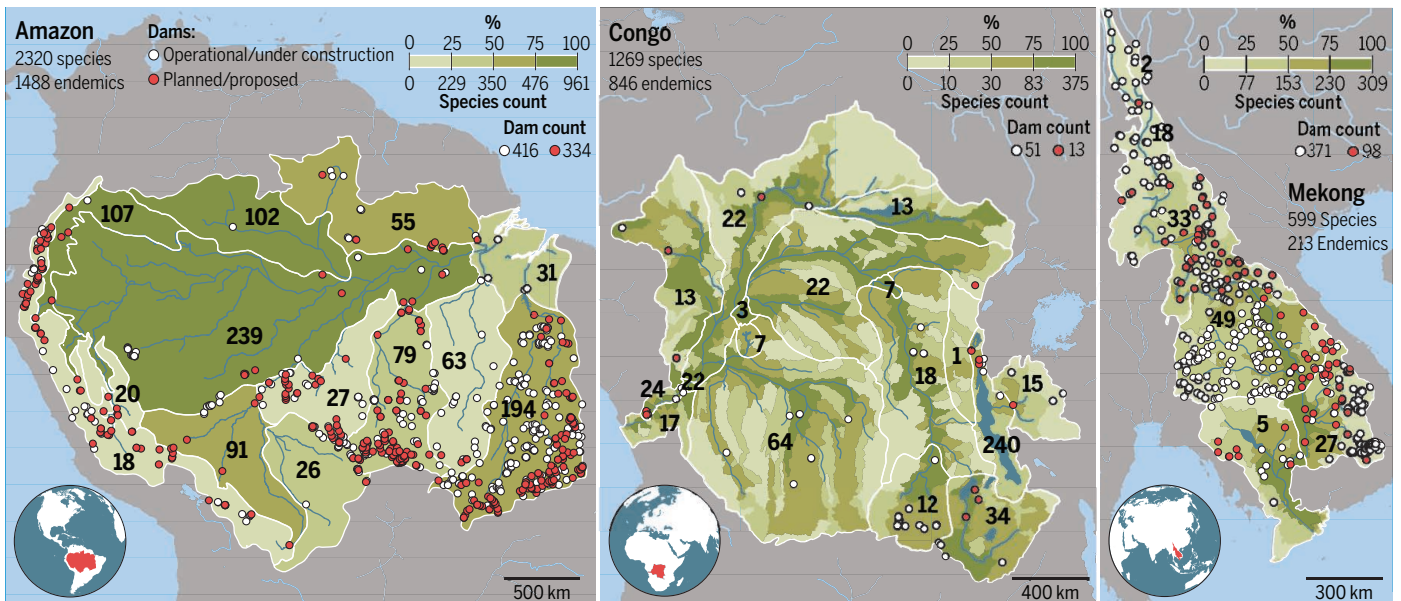 Amazon
2320 species
1488 endemics
Dams:
Operational/under construction
Planned/proposed
%
0 25 50 75 100
0 229 350 476 961
Species count
Dam count
416 334
107
102
55
31
239
79
63
20
27
194
18
91
26
500 km
Congo
1269 species
846 endemics
%
0 25 50 75 100
0 10 30 83 375
Species count
Dam count
51 13
22
13
13
22
7
3
7
1
18
24
22
15
17
64
240
12
34
400 km
%
0 25 50 75 100
0 77 153 230 309
Species count
Dam count
371 98
Mekong
599 Species
213 Endemics
2
18
33
49
5
27
300 km